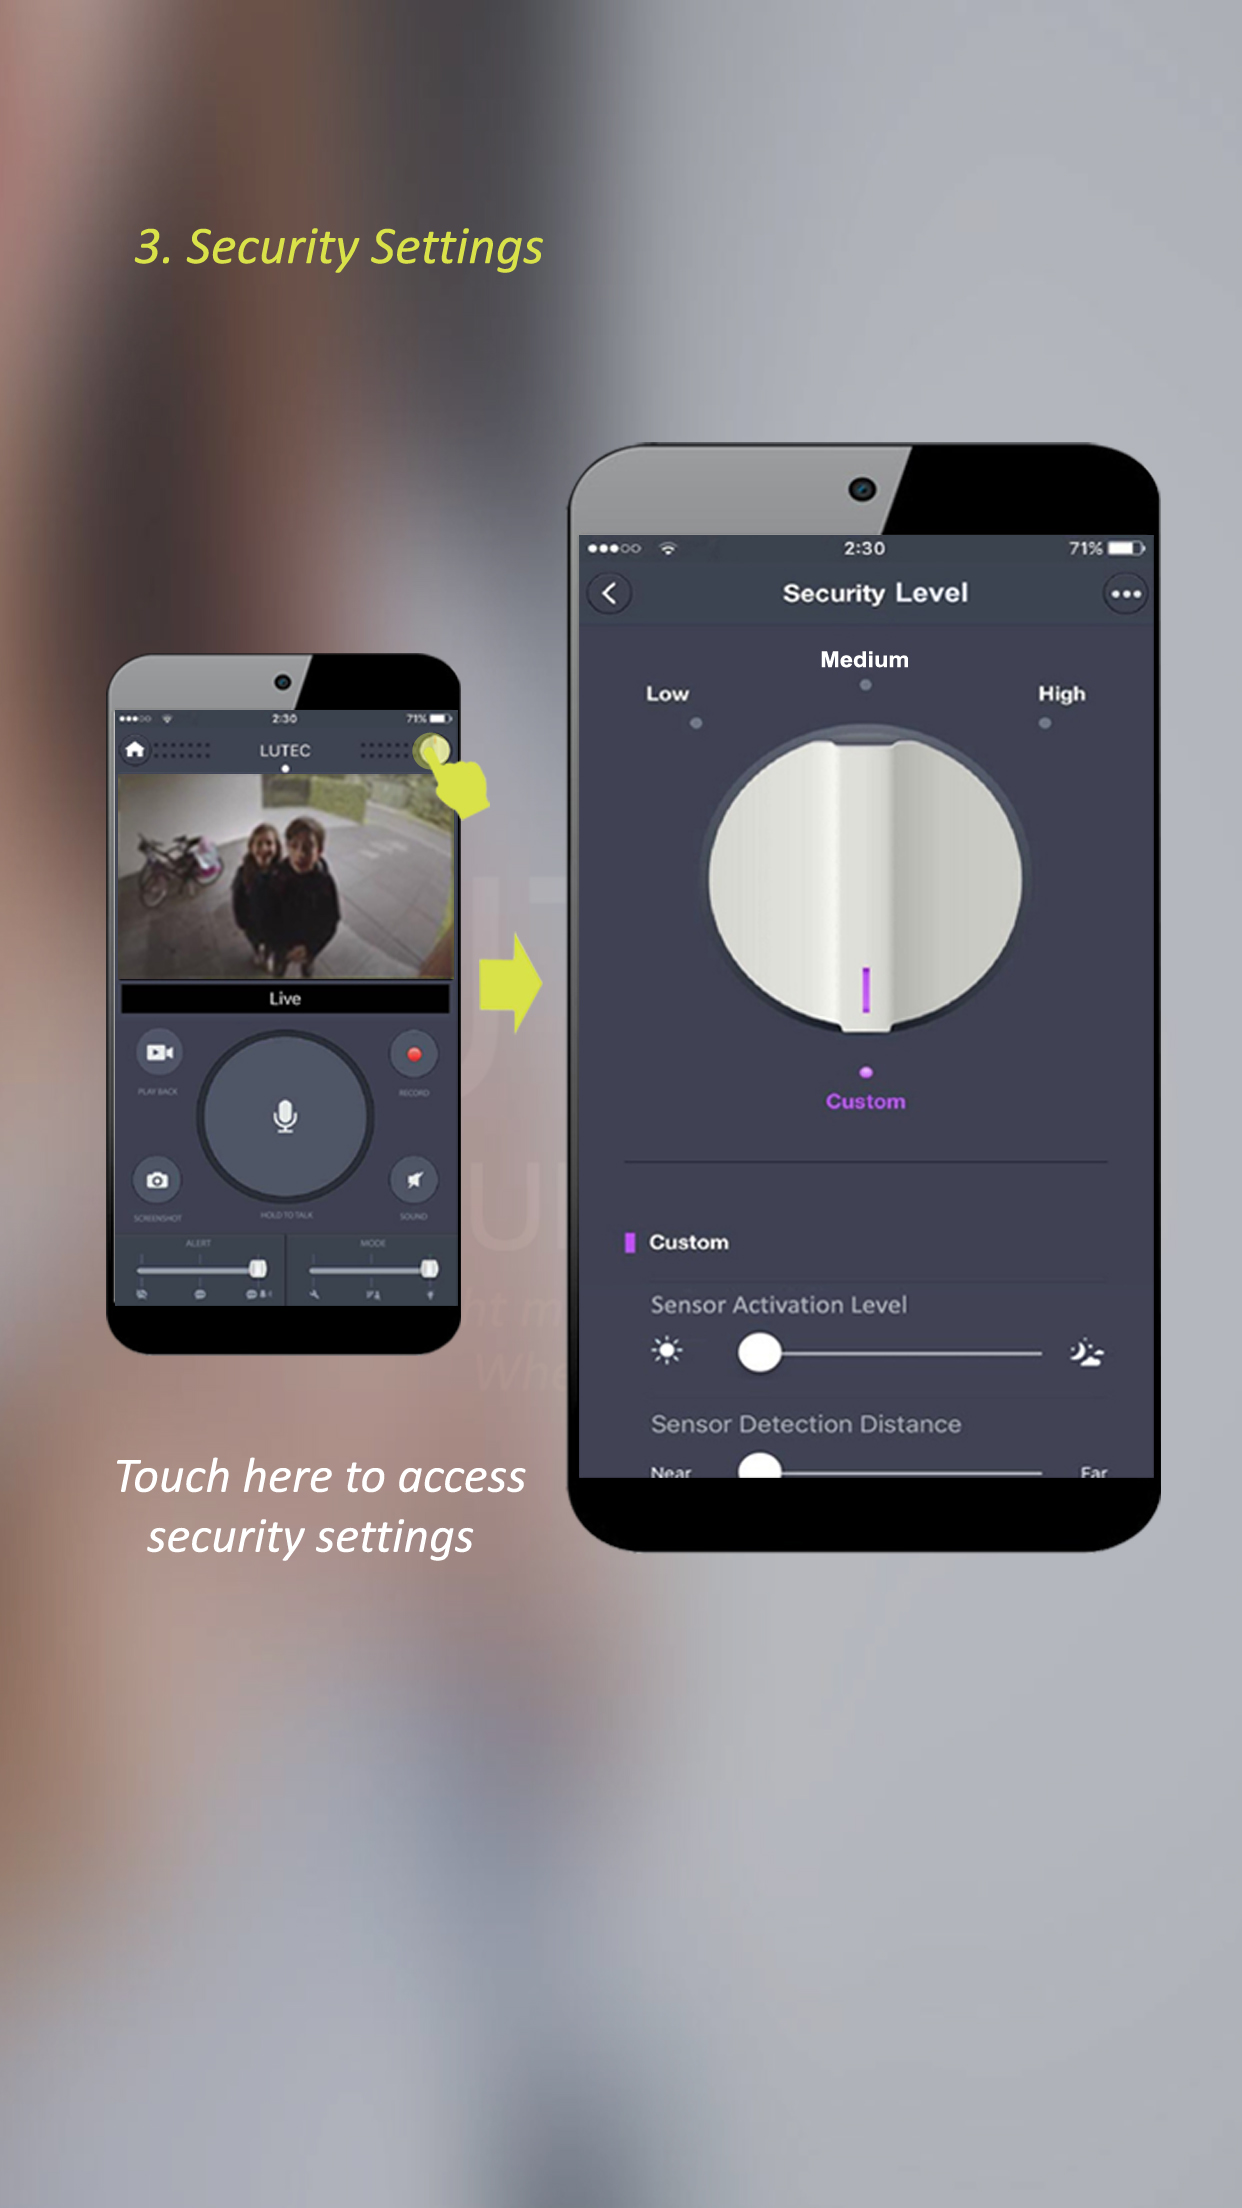 3. Security Settings
2:30
71%
LUTEC
Live
PLAY BACK
RECORD
SCREENSHOT
HOLD TO TALK
SOUND
ALERT
MODE
Touch here to access
security settings
2:30
71%
Security Level
Medium
Low
High
Custom
Custom
Sensor Activation Level
Sensor Detection Distance
Near
Far